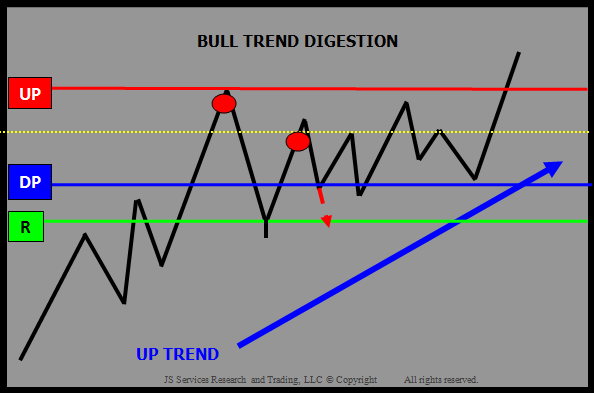 BULL TREND DIGESTION
UP
DP
R
UP TREND
JS Services Research and Trading, LLC © Copyright All rights reserved.